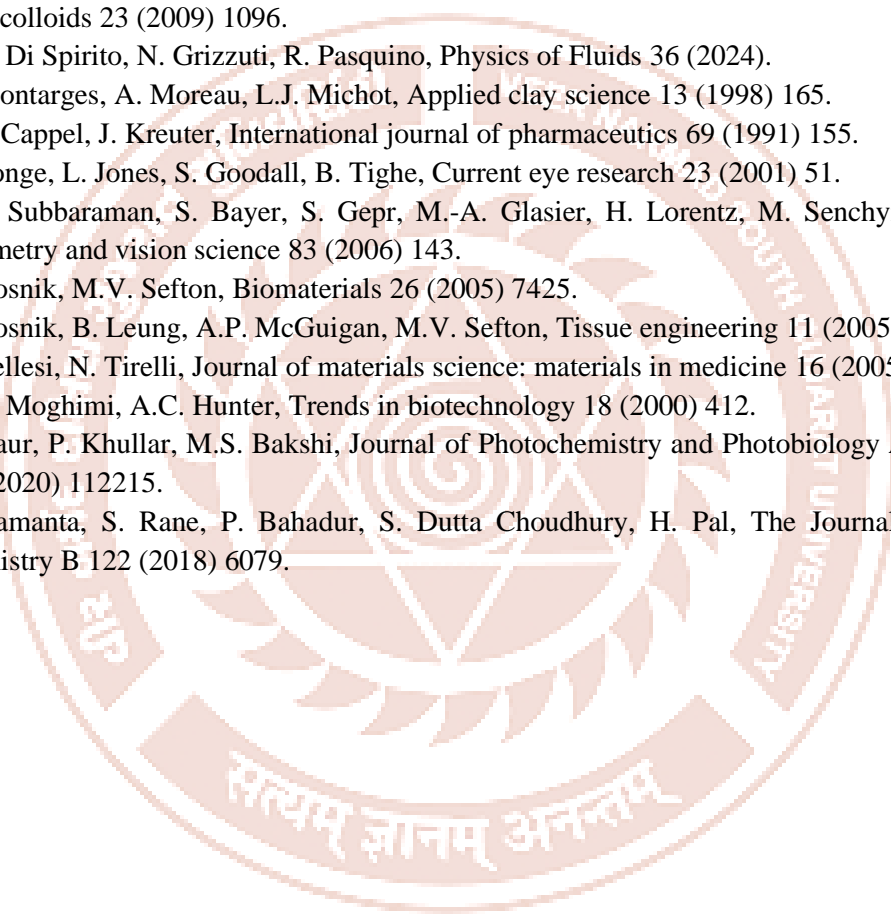 colloids 23 (2009) 1096.
Di Spirito, N. Grizzuti, R. Pasquino, Physics of Fluids 36 (2024).
ontarges, A. Moreau, L.J. Michot, Applied clay science 13 (1998) 165.
Cappel, J. Kreuter, International journal of pharmaceutics 69 (1991) 155.
onge, L. Jones, S. Goodall, B. Tighe, Current eye research 23 (2001) 51.
Subbaraman, S. Bayer, S. Gepr, M.-A. Glasier, H. Lorentz, M. Senchy
metry and vision science 83 (2006) 143.
osnik, M.V. Sefton, Biomaterials 26 (2005) 7425.
osnik, B. Leung, A.P. McGuigan, M.V. Sefton, Tissue engineering 11 (2005)
ellesi, N. Tirelli, Journal of materials science: materials in medicine 16 (2005
Moghimi, A.C. Hunter, Trends in biotechnology 18 (2000) 412.
aur, P. Khullar, M.S. Bakshi, Journal of Photochemistry and Photobiology
2020) 112215.
amanta, S. Rane, P. Bahadur, S. Dutta Choudhury, H. Pal, The Journal
istry B 122 (2018) 6079.
SOUTH GUJARAT UNIVERSITY
सत्यम् ज्ञानम् अनन्तम्